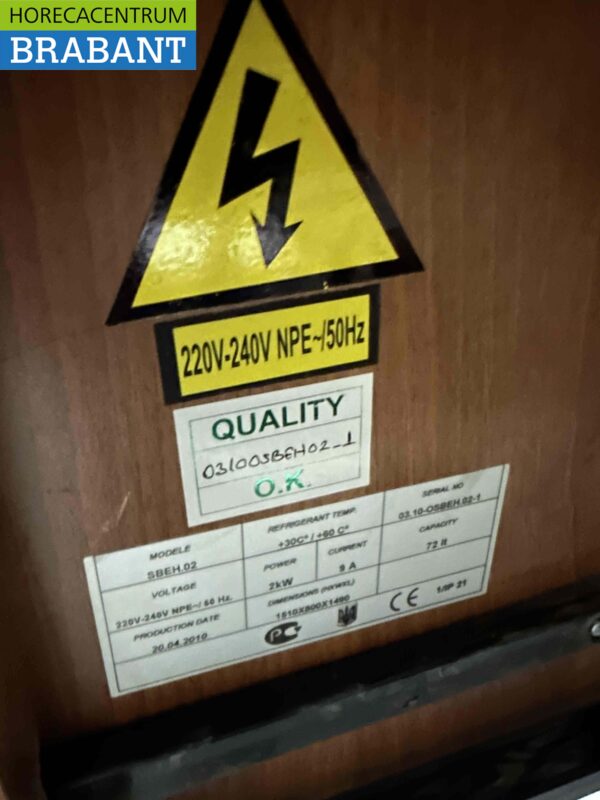 HORECACENTRUM
BRABANT
220V-240V NPE~/50Hz
QUALITY
03100SBEH02_1
O.K.
MODELE
SBEH.02
REFRIGERANT TEMP.
+30C° / +60 C°
SERIAL NO
03.10-OSBEH.02-1
VOLTAGE
220V-240V NPE~/ 50 Hz.
POWER
2kW
CURRENT
9 A
CAPACITY
72 lt
PRODUCTION DATE
20.04.2010
DIMENSIONS (HXWXL)
1510X800X1490
CE
1/IP 21